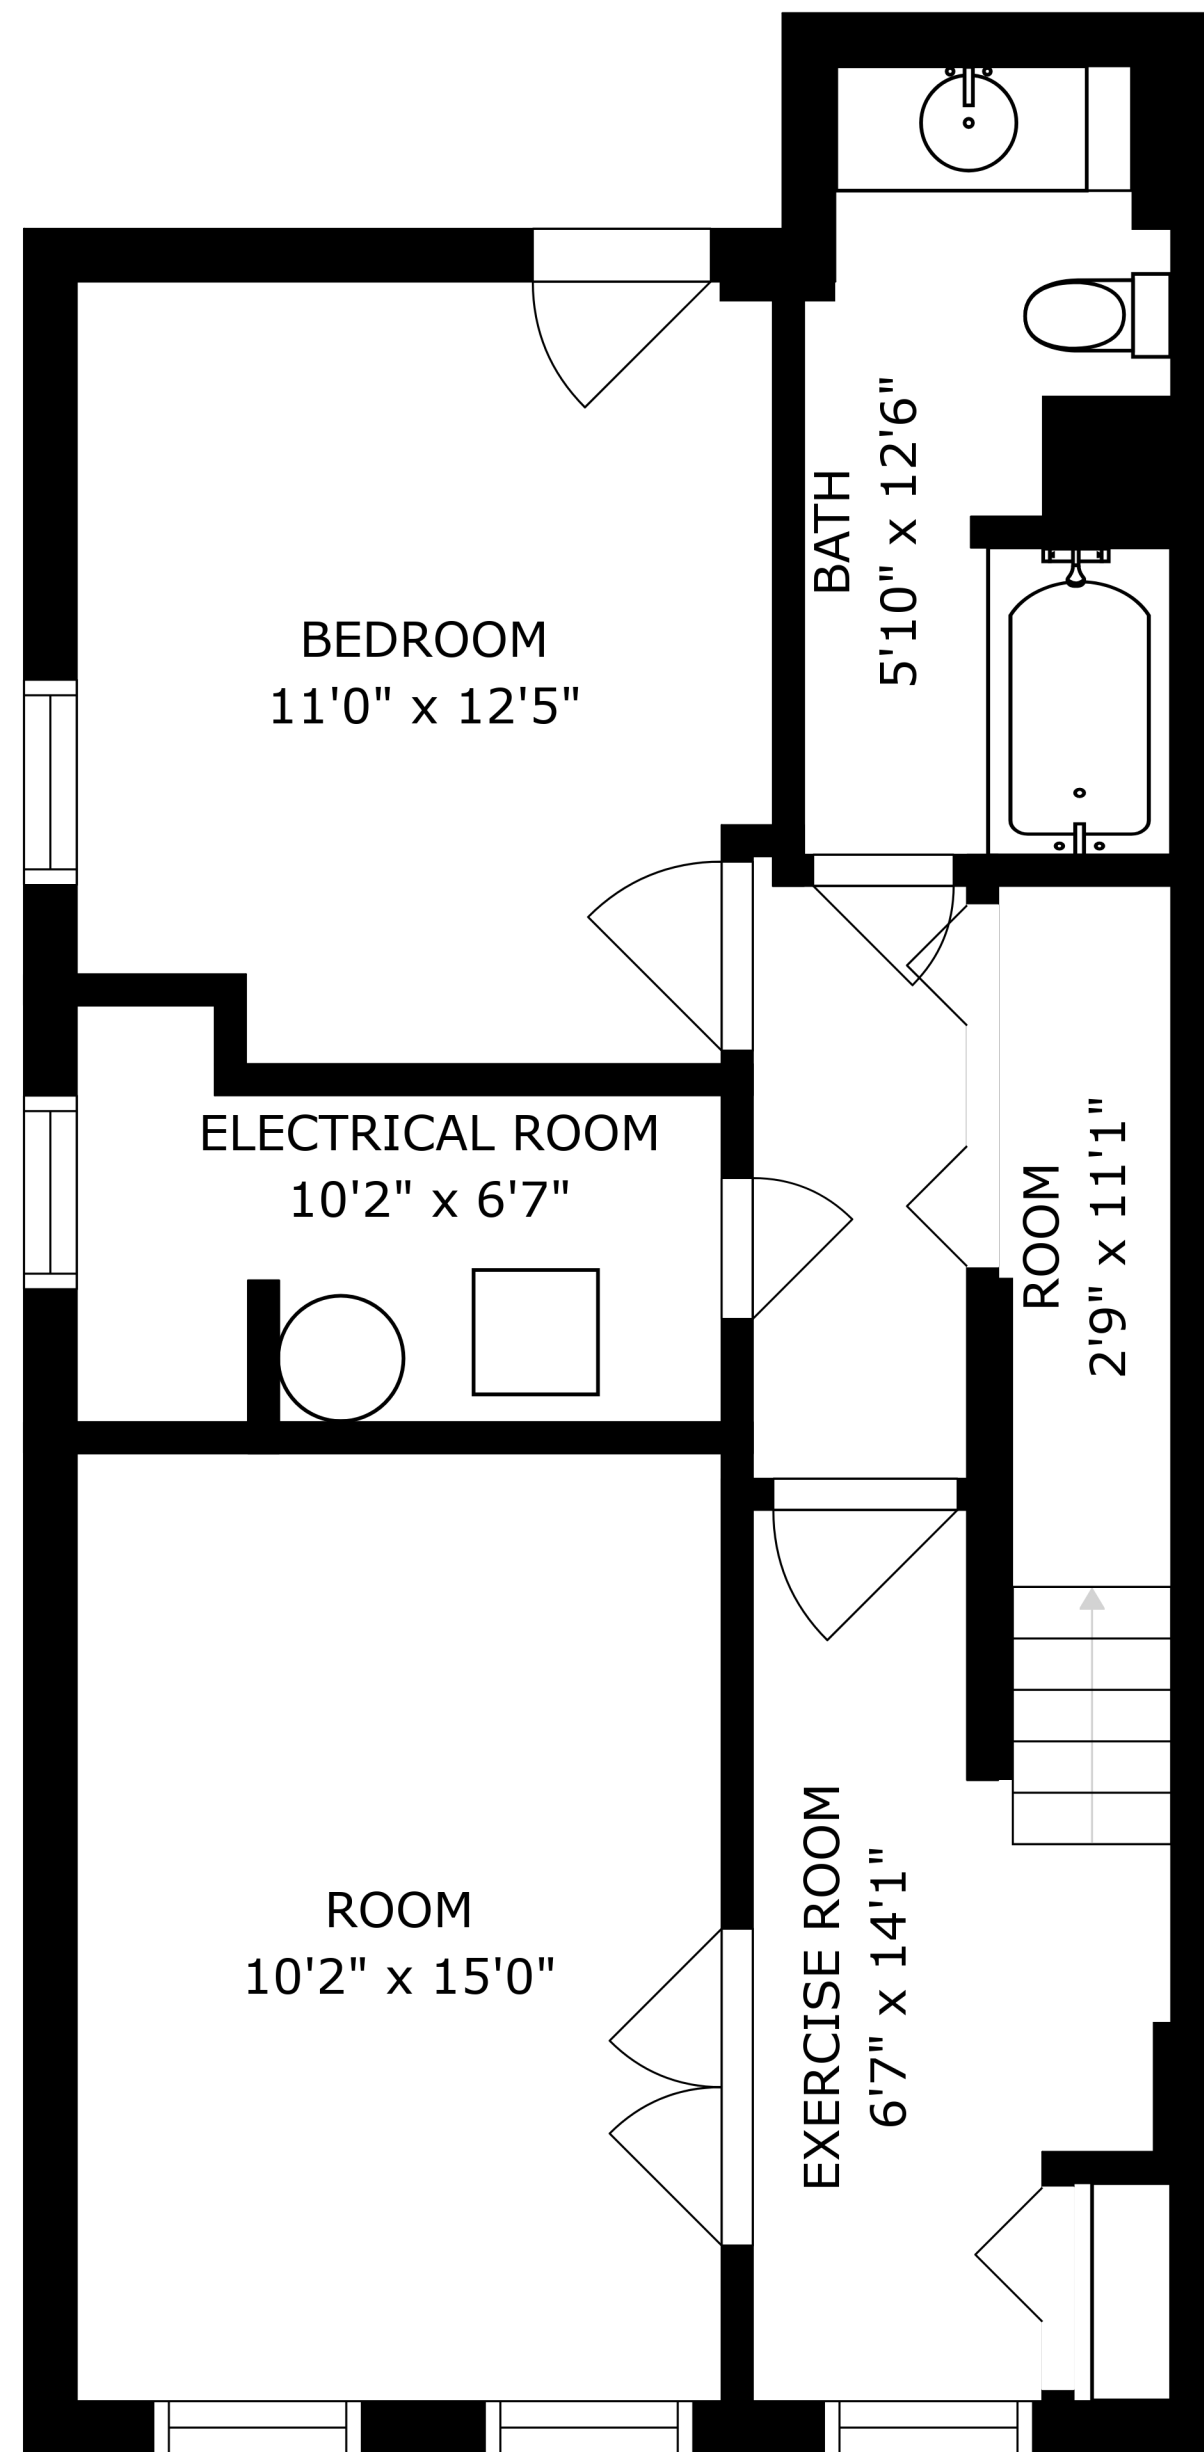 BATH
5'10" x 12'6"
BEDROOM
11'0" x 12'5"
ELECTRICAL ROOM
10'2" x 6'7"
ROOM
2'9" x 11'1"
ROOM
10'2" x 15'0"
EXERCISE ROOM
6'7" x 14'1"